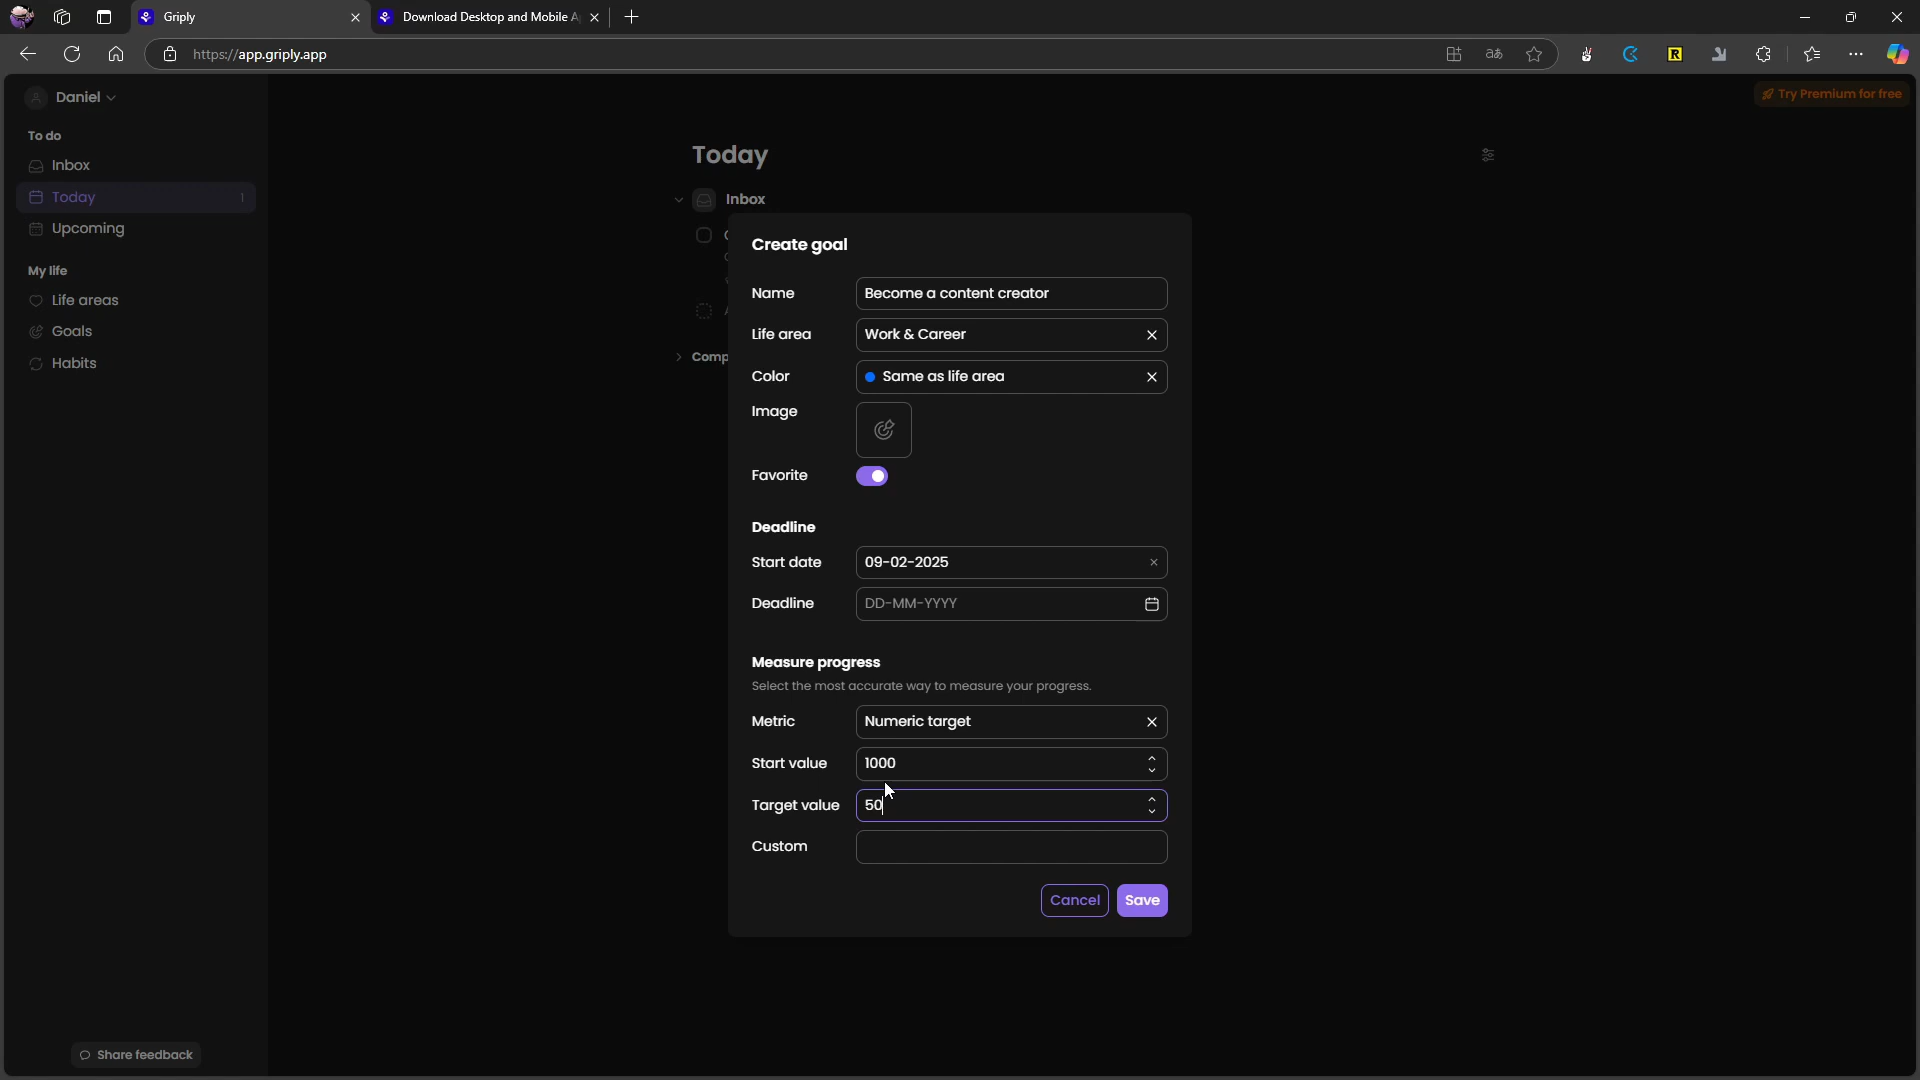 Griply
Download Desktop and Mobile A
https://app.griply.app
Daniel
Try Premium for free
To do
Inbox
Today 1
Upcoming
My life
Life areas
Goals
Habits
Share feedback
Today
Inbox
Comp
Create goal
Name Become a content creator
Life area Work & Career
Color Same as life area
Image
Favorite
Deadline
Start date 09-02-2025
Deadline DD-MM-YYYY
Measure progress
Select the most accurate way to measure your progress.
Metric Numeric target
Start value 1000
Target value 50
Custom
Cancel Save